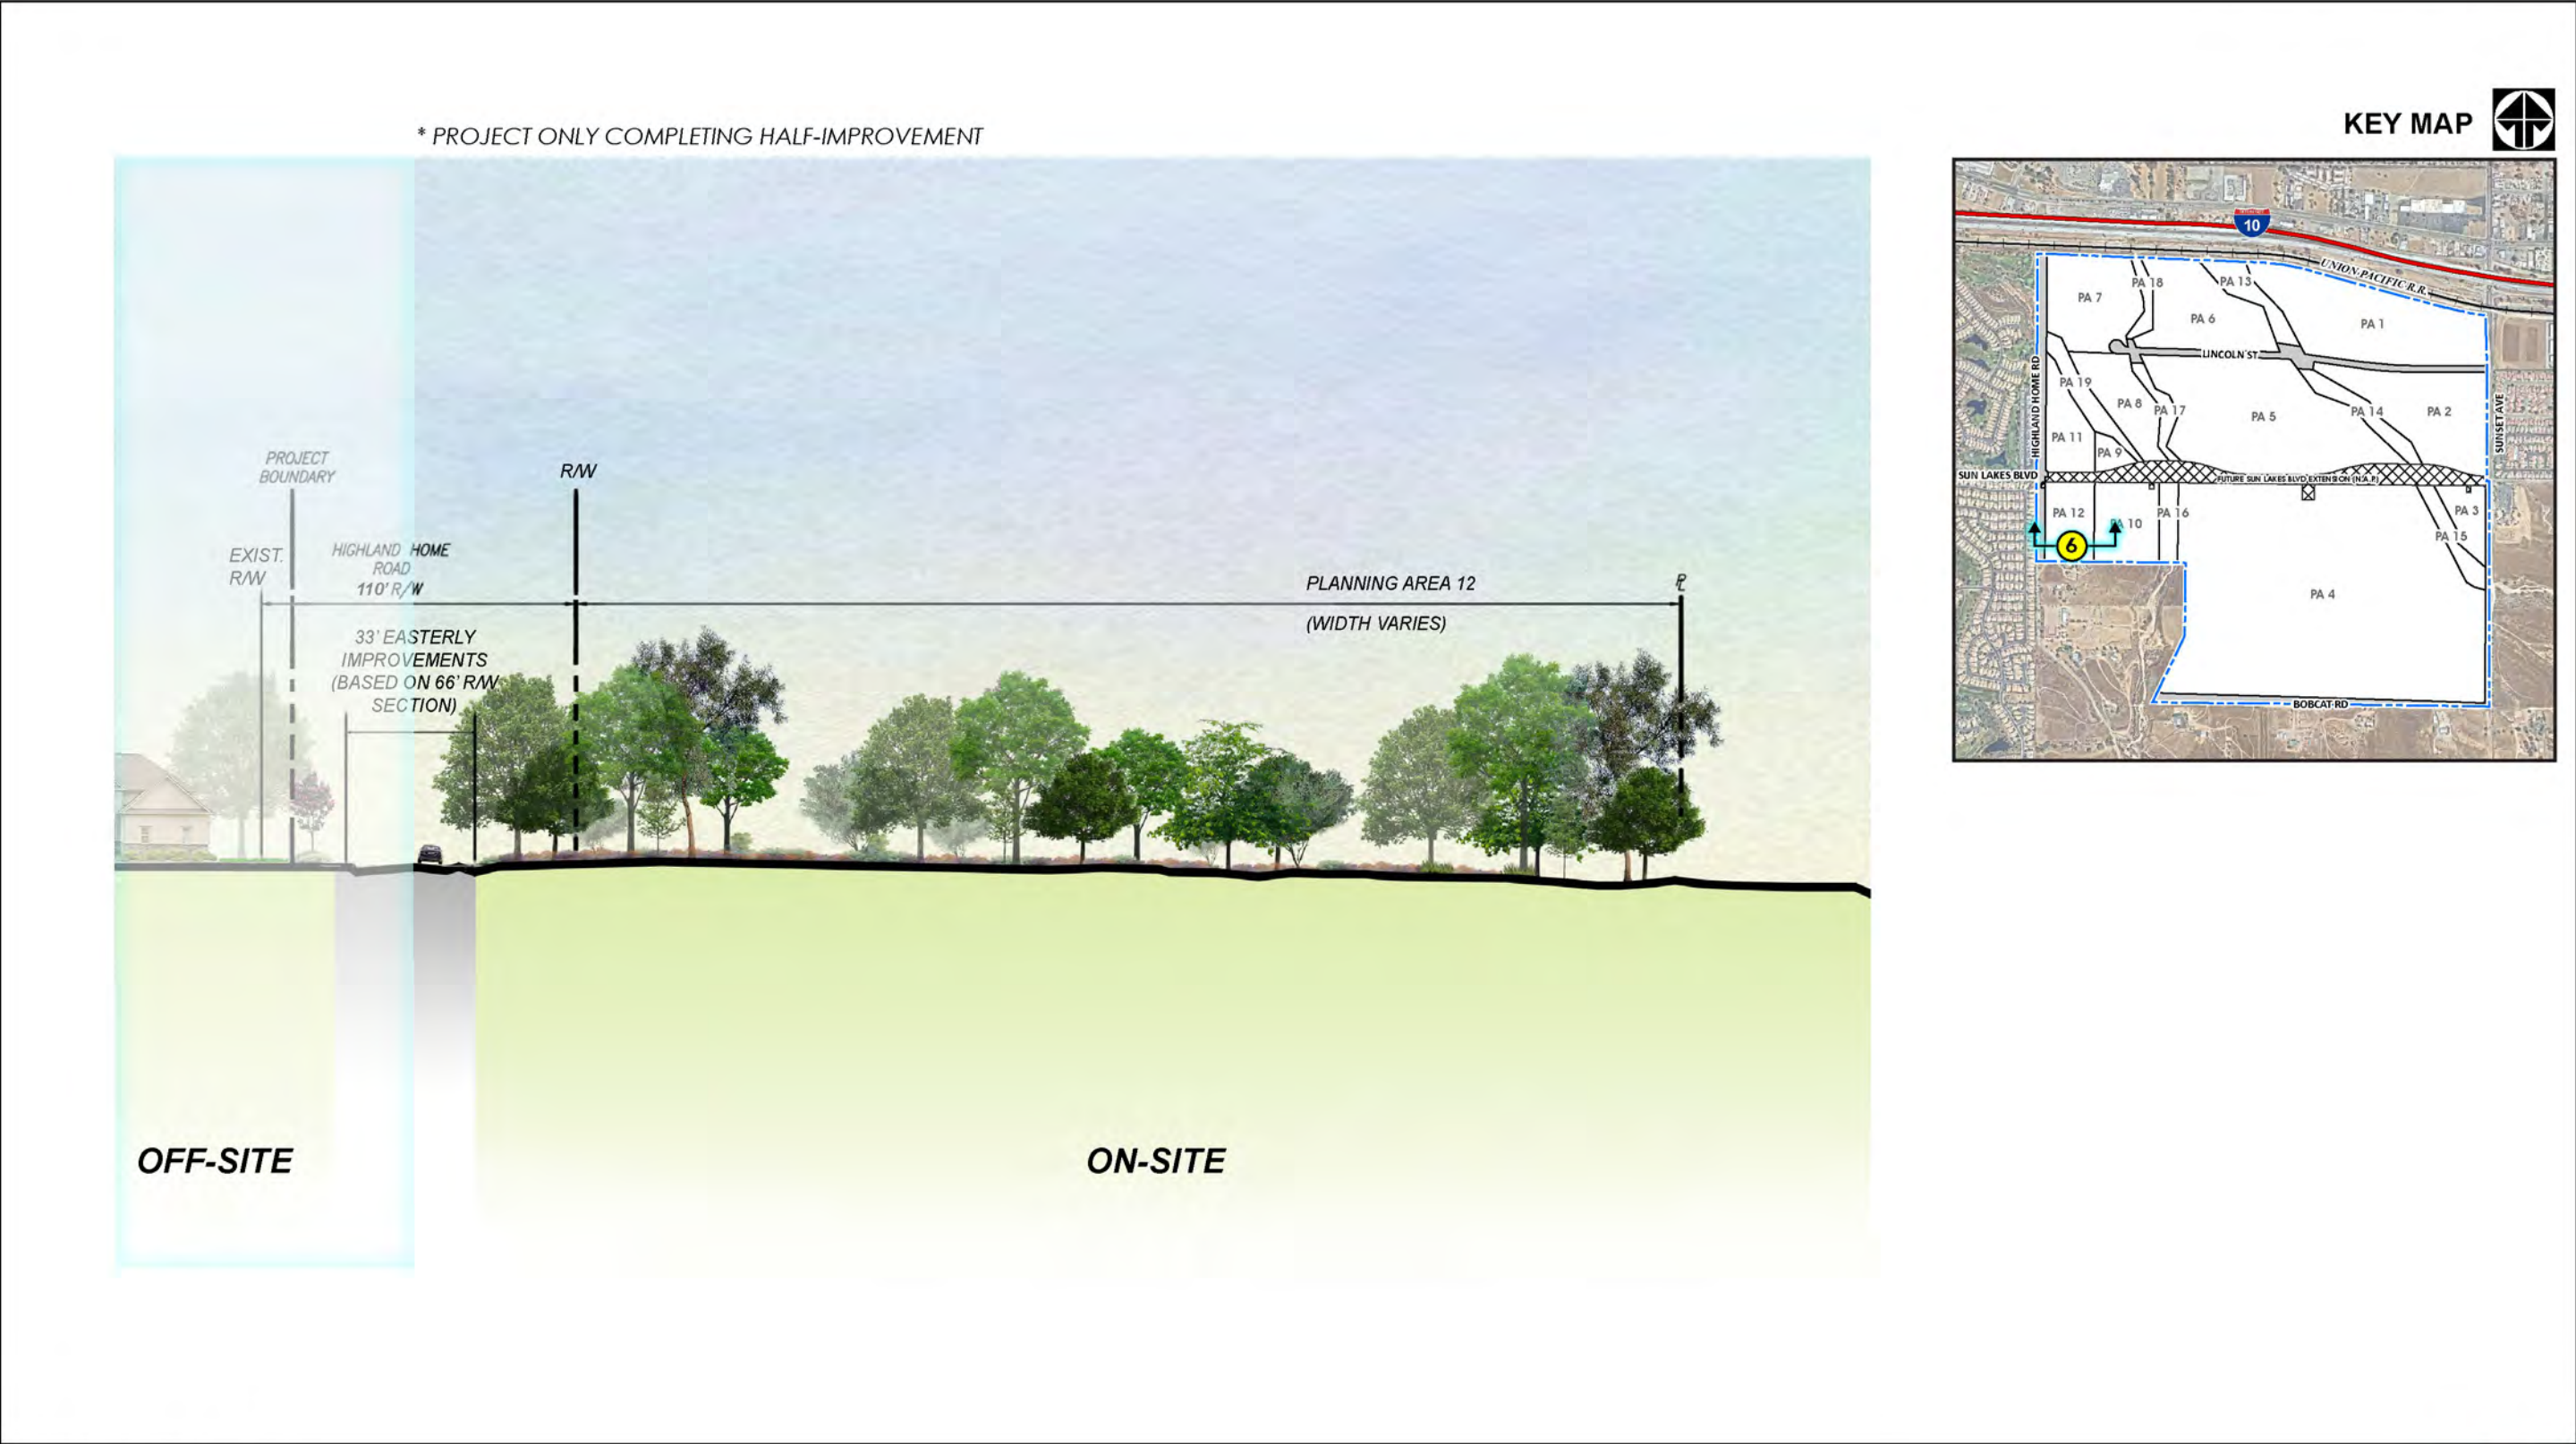 * PROJECT ONLY COMPLETING HALF-IMPROVEMENT
KEY MAP
PROJECT
BOUNDARY
R/W
EXIST.
R/W
HIGHLAND HOME
ROAD
110' R/W
33' EASTERLY
IMPROVEMENTS
(BASED ON 66' R/W
SECTION)
PLANNING AREA 12
(WIDTH VARIES)
PL
OFF-SITE
ON-SITE
10
UNION PACIFIC R.R.
PA 18
PA 13
PA 7
PA 6
PA 1
LINCOLN ST
HIGHLAND HOME RD
PA 19
PA 8
PA 17
PA 5
PA 14
PA 2
SUNSET AVE
PA 11
PA 9
SUN LAKES BLVD
FUTURE SUN LAKES BLVD EXTENSION (N.A.P.)
PA 12
PA 10
PA 16
PA 3
6
PA 15
PA 4
BOBCAT RD